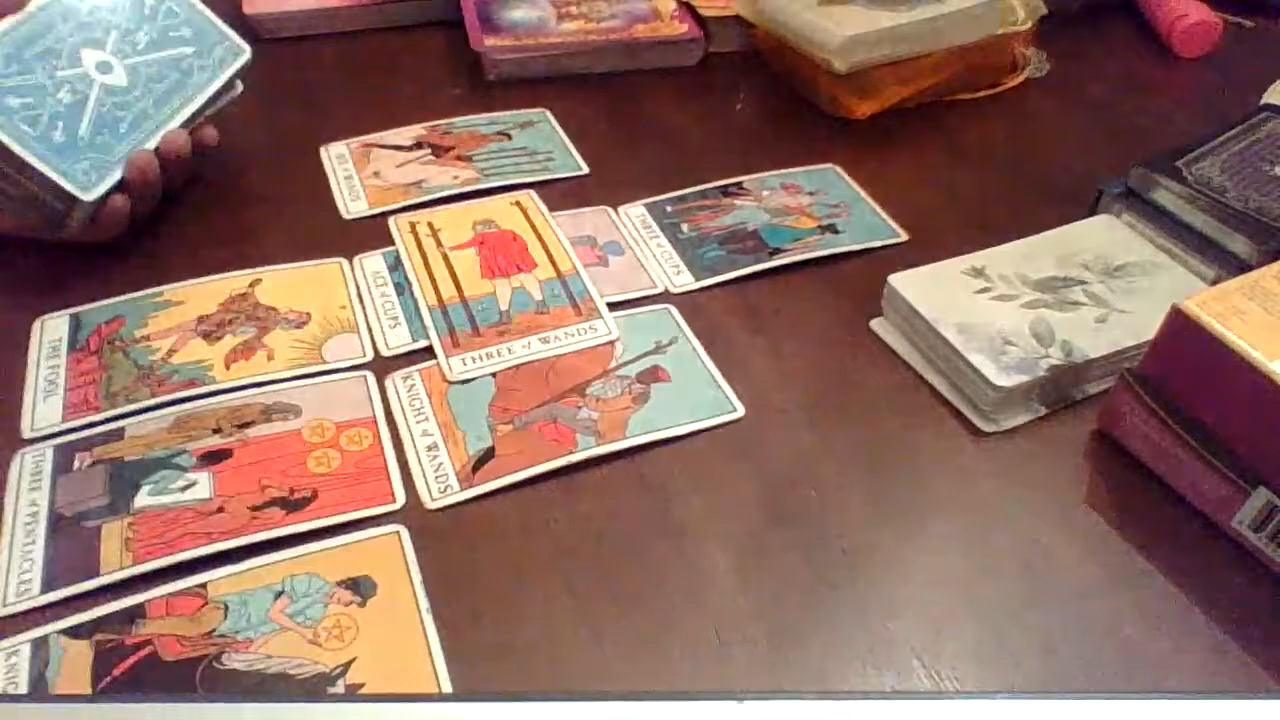 SIX of WANDS
THREE of CUPS
ACE of CUPS
THREE of WANDS
THE FOOL
KNIGHT of WANDS
THREE of PENTACLES
KNIG